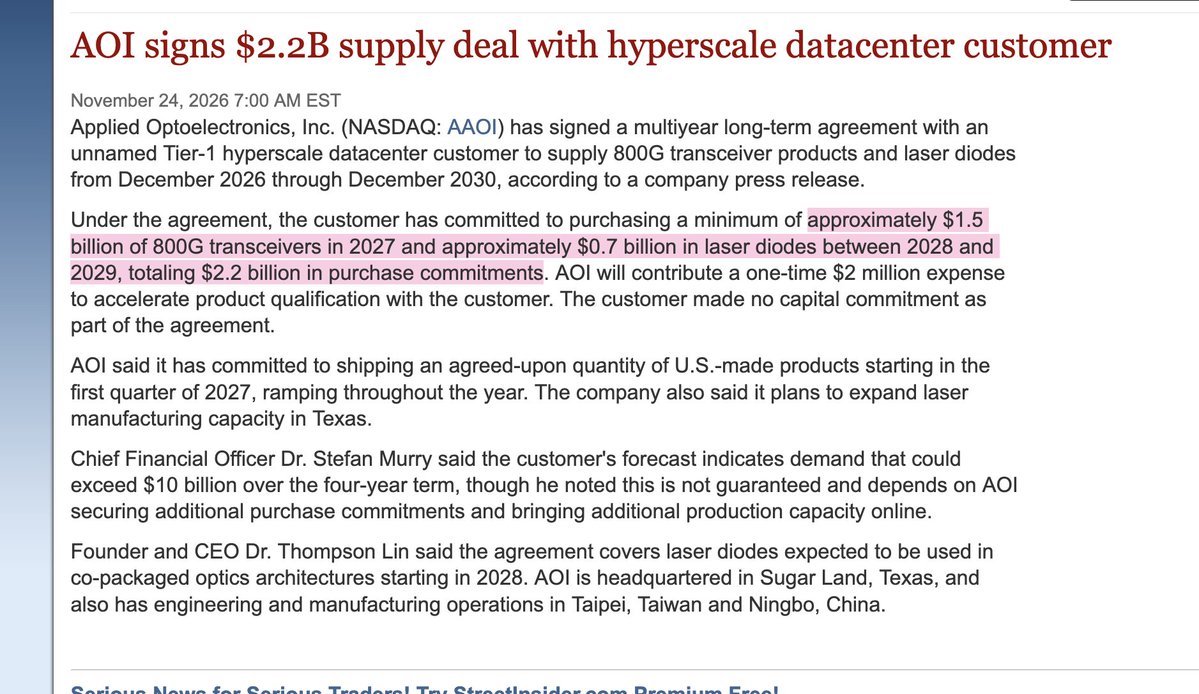 AOI signs $2.2B supply deal with hyperscale datacenter customer
November 24, 2026 7:00 AM EST
Applied Optoelectronics, Inc. (NASDAQ: AAOI) has signed a multiyear long-term agreement with an
unnamed Tier-1 hyperscale datacenter customer to supply 800G transceiver products and laser diodes
from December 2026 through December 2030, according to a company press release.
Under the agreement, the customer has committed to purchasing a minimum of approximately $1.5
billion of 800G transceivers in 2027 and approximately $0.7 billion in laser diodes between 2028 and
2029, totaling $2.2 billion in purchase commitments. AOI will contribute a one-time $2 million expense
to accelerate product qualification with the customer. The customer made no capital commitment as
part of the agreement.
AOI said it has committed to shipping an agreed-upon quantity of U.S.-made products starting in the
first quarter of 2027, ramping throughout the year. The company also said it plans to expand laser
manufacturing capacity in Texas.
Chief Financial Officer Dr. Stefan Murry said the customer's forecast indicates demand that could
exceed $10 billion over the four-year term, though he noted this is not guaranteed and depends on AOI
securing additional purchase commitments and bringing additional production capacity online.
Founder and CEO Dr. Thompson Lin said the agreement covers laser diodes expected to be used in
co-packaged optics architectures starting in 2028. AOI is headquartered in Sugar Land, Texas, and
also has engineering and manufacturing operations in Taipei, Taiwan and Ningbo, China.
Serious News for Serious Traders! Try StreetInsider.com Premium Free!